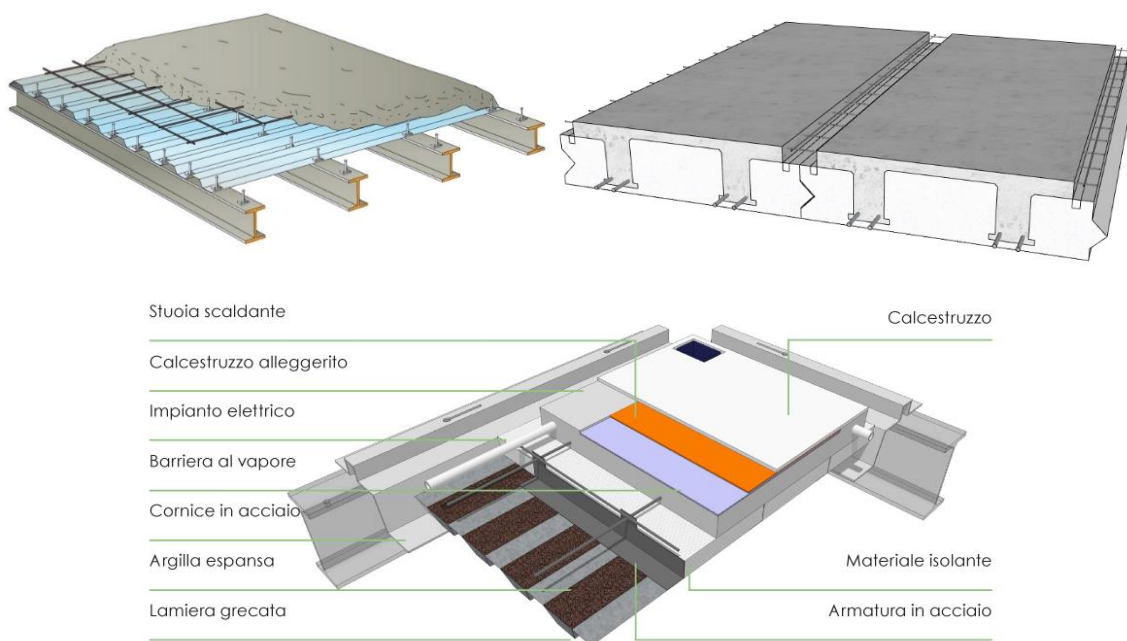 Stuoia scaldante
Calcestruzzo
Calcestruzzo alleggerito
Impianto elettrico
Barriera al vapore
Cornice in acciaio
Argilla espansa
Materiale isolante
Lamiera grecata
Armatura in acciaio